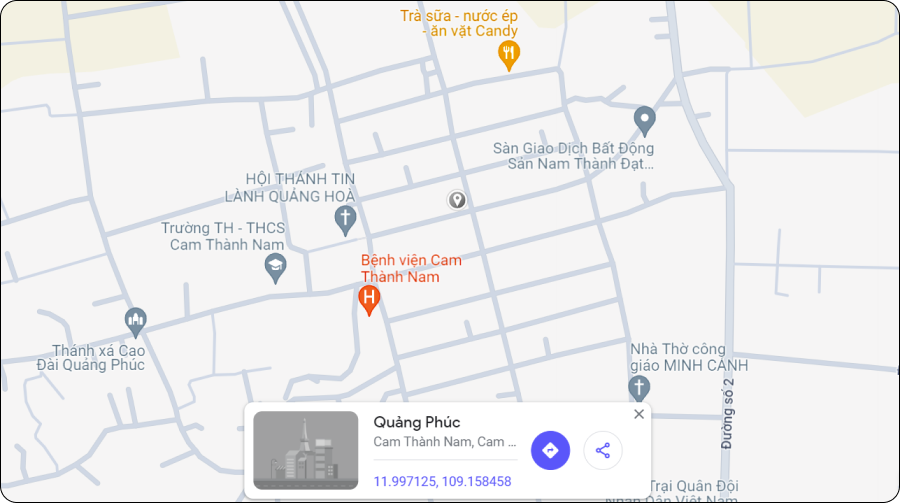 Trà sữa - nước ép
- ăn vặt Candy
Sàn Giao Dịch Bất Động
Sản Nam Thành Đạt...
HỘI THÁNH TIN
LÀNH QUẢNG HOÀ
Trường TH - THCS
Cam Thành Nam
Bệnh viện Cam
Thành Nam
H
Thánh xá Cao
Đài Quảng Phúc
Nhà Thờ công
giáo MINH CANH
Đường số 2
Quảng Phúc
Cam Thành Nam, Cam ...
11.997125, 109.158458
Trại Quân Đội
Nhân Dân Việt Nam